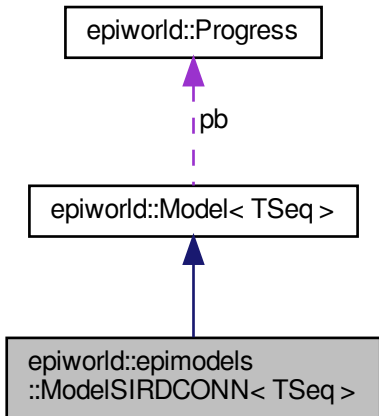 epiworld::Progress
pb
epiworld::Model< TSeq >
epiworld::epimodels
::ModelSIRDCONN< TSeq >